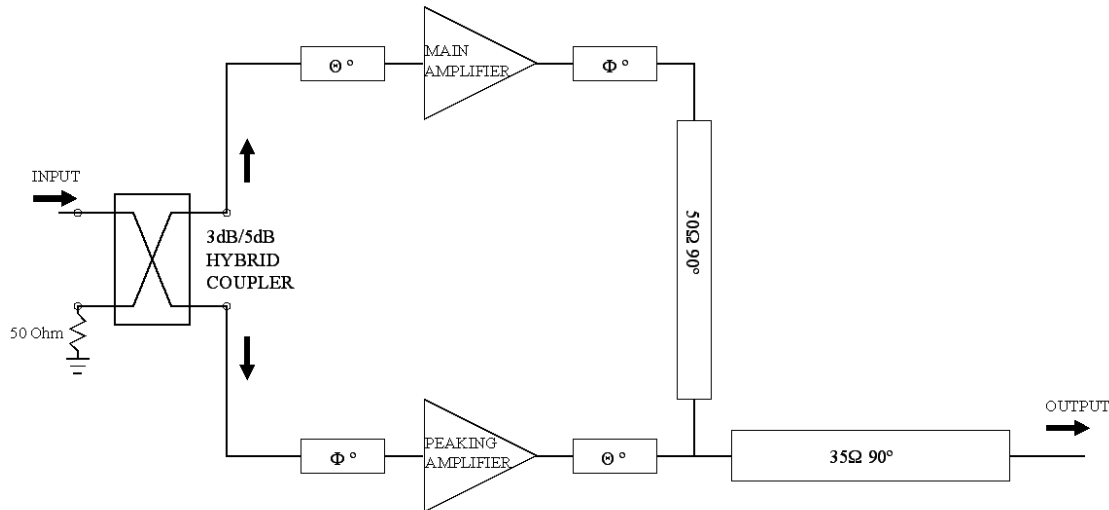 Θ °
MAIN
AMPLIFIER
Φ °
INPUT
3dB/5dB
HYBRID
COUPLER
50 Ohm
50Ω 90°
Φ °
PEAKING
AMPLIFIER
Θ °
35Ω 90°
OUTPUT